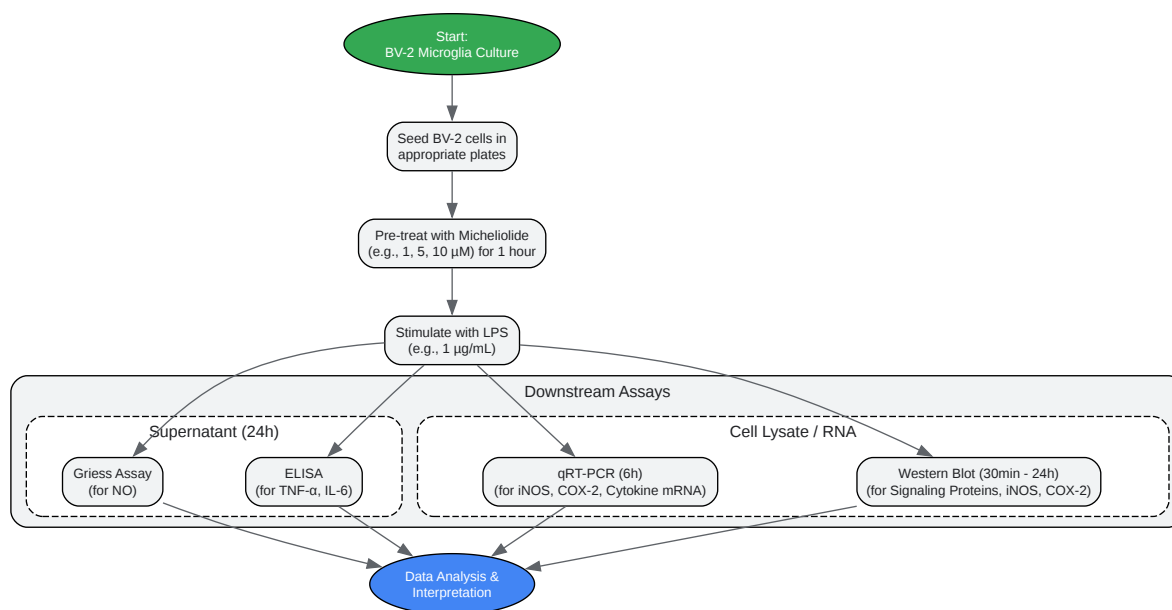 Start:
BV-2 Microglia Culture
Seed BV-2 cells in
appropriate plates
Pre-treat with Micheliolide
(e.g., 1, 5, 10 µM) for 1 hour
Stimulate with LPS
(e.g., 1 µg/mL)
Downstream Assays
Supernatant (24h)
Cell Lysate / RNA
Griess Assay
(for NO)
ELISA
(for TNF-α, IL-6)
qRT-PCR (6h)
(for iNOS, COX-2, Cytokine mRNA)
Western Blot (30min - 24h)
(for Signaling Proteins, iNOS, COX-2)
Data Analysis &
Interpretation